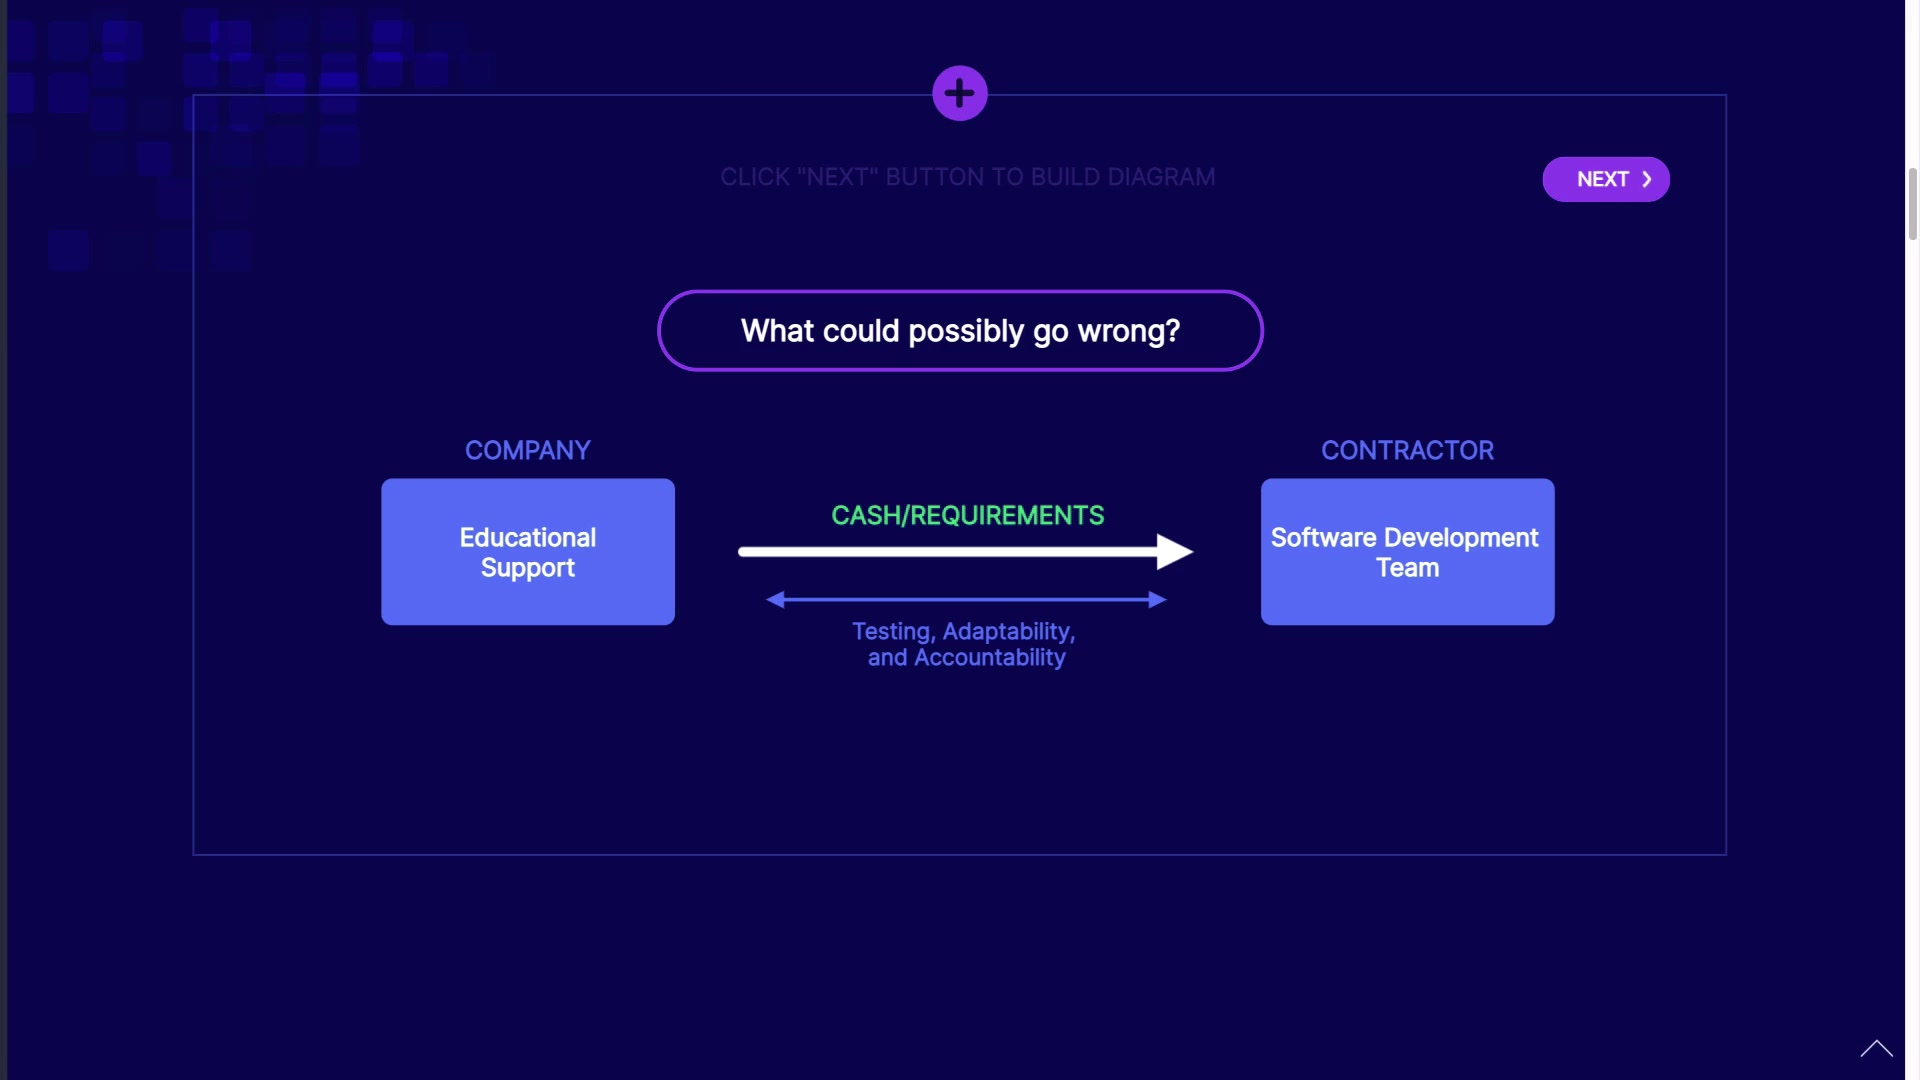 CLICK "NEXT" BUTTON TO BUILD DIAGRAM
NEXT
What could possibly go wrong?
COMPANY
CONTRACTOR
Educational
Support
CASH/REQUIREMENTS
Software Development
Team
Testing, Adaptability,
and Accountability